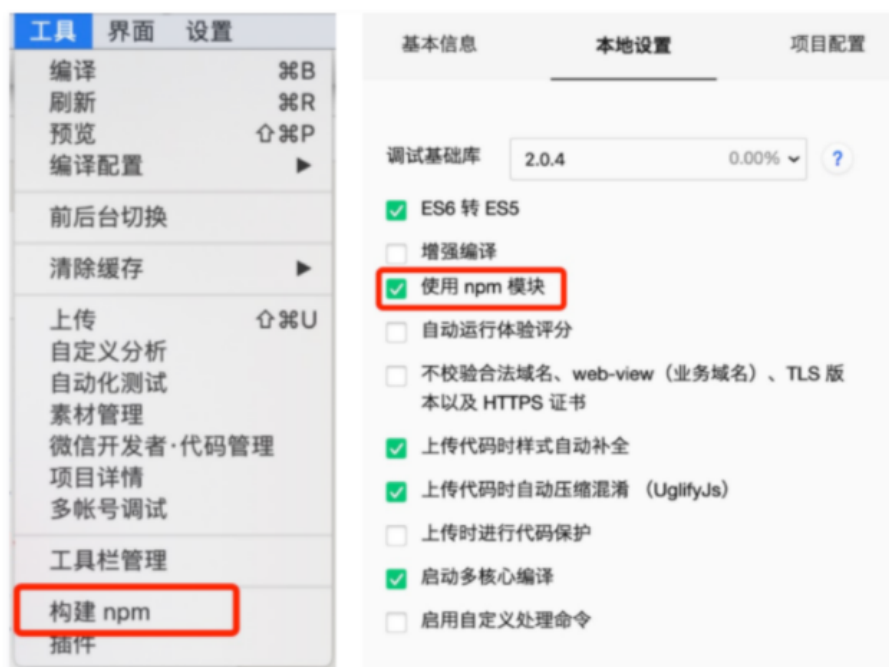 工具 界面 设置
编译 ⌘B
刷新 ⌘R
预览 ⇧⌘P
编译配置 ▶
前后台切换
清除缓存 ▶
上传 ⇧⌘U
自定义分析
自动化测试
素材管理
微信开发者·代码管理
项目详情
多帐号调试
工具栏管理
构建 npm
插件
基本信息 本地设置 项目配置
调试基础库 2.0.4 0.00% ?
ES6 转 ES5
增强编译
使用 npm 模块
自动运行体验评分
不校验合法域名、web-view（业务域名）、TLS 版
本以及 HTTPS 证书
上传代码时样式自动补全
上传代码时自动压缩混淆 （UglifyJs）
上传时进行代码保护
启动多核心编译
启用自定义处理命令